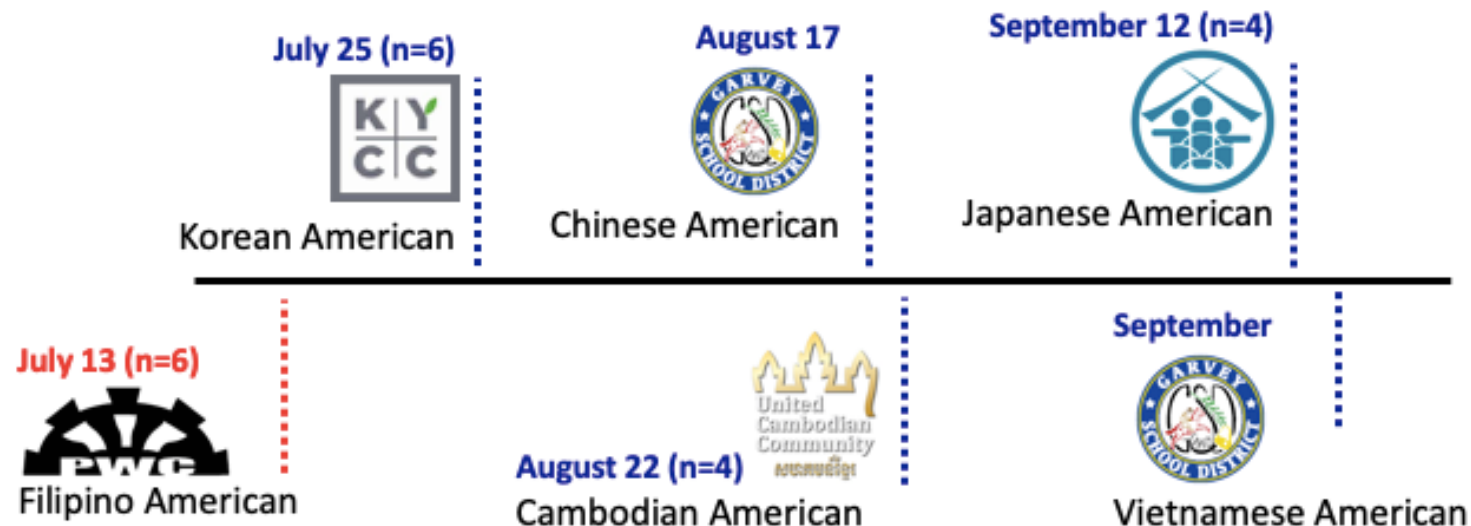 July 25 (n=6)
K Y
C C
Korean American
August 17
GARVEY
SCHOOL DISTRICT
Chinese American
September 12 (n=4)
Japanese American
July 13 (n=6)
PWC
Filipino American
United
Cambodian
Community
August 22 (n=4)
Cambodian American
September
GARVEY
SCHOOL DISTRICT
Vietnamese American